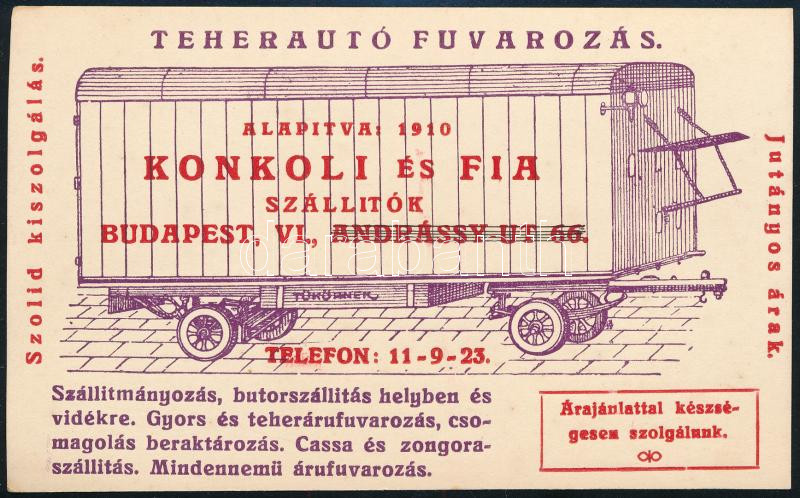 TEHERAUTÓ FUVAROZÁS.
Szolid kiszolgálás.
ALAPITVA: 1910
KONKOLI ÉS FIA
SZÁLLITÓK
BUDAPEST, VI., ANDRÁSSY UT 66.
Jutányos árak.
TELEFON: 11-9-23.
Szállitmányozás, butorszállitás helyben és
vidékre. Gyors és teherárufuvarozás, cso-
magolás beraktározás. Cassa és zongora-
szállitás. Mindennemü árufuvarozás.
Árajánlattal készsé-
gesen szolgálunk.
darabanth